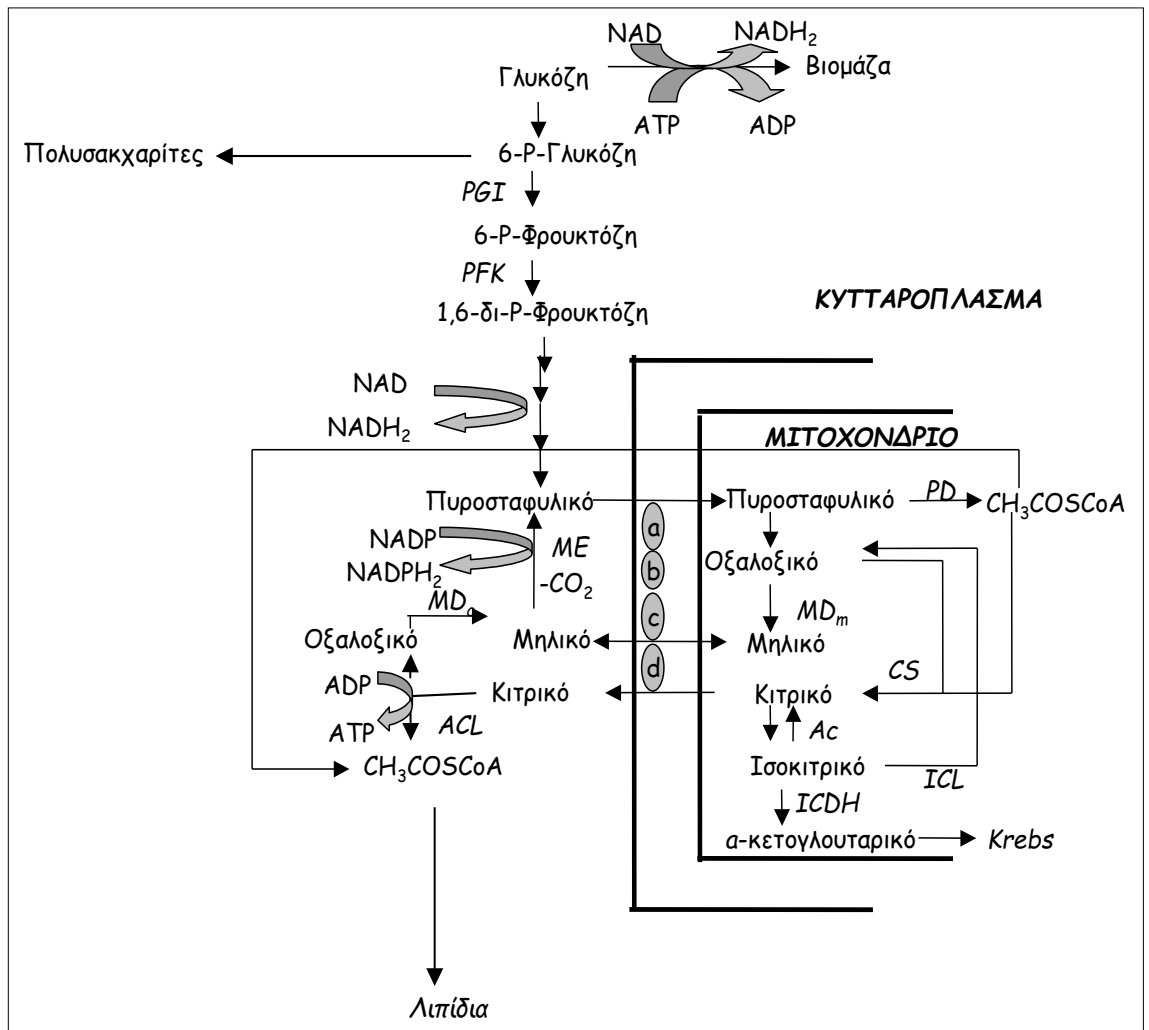 NAD NADH2
Γλυκόζη Βιομάζα
ATP ADP
Πολυσακχαρίτες 6-P-Γλυκόζη
PGI
6-P-Φρουκτόζη
PFK
1,6-δι-P-Φρουκτόζη
ΚΥΤΤΑΡΟΠΛΑΣΜΑ
NAD
NADH2
ΜΙΤΟΧΟΝΔΡΙΟ
Πυροσταφυλικό Πυροσταφυλικό PD CH3COSCoA
a
NADP ME
NADPH2 -CO2
b Οξαλοξικό
MDc c MDm
Οξαλοξικό Μηλικό Μηλικό
d
ADP Κιτρικό Κιτρικό CS
ATP ACL Ac
CH3COSCoA Ισοκιτρικό ICL
ICDH
α-κετογλουταρικό Krebs
Λιπίδια